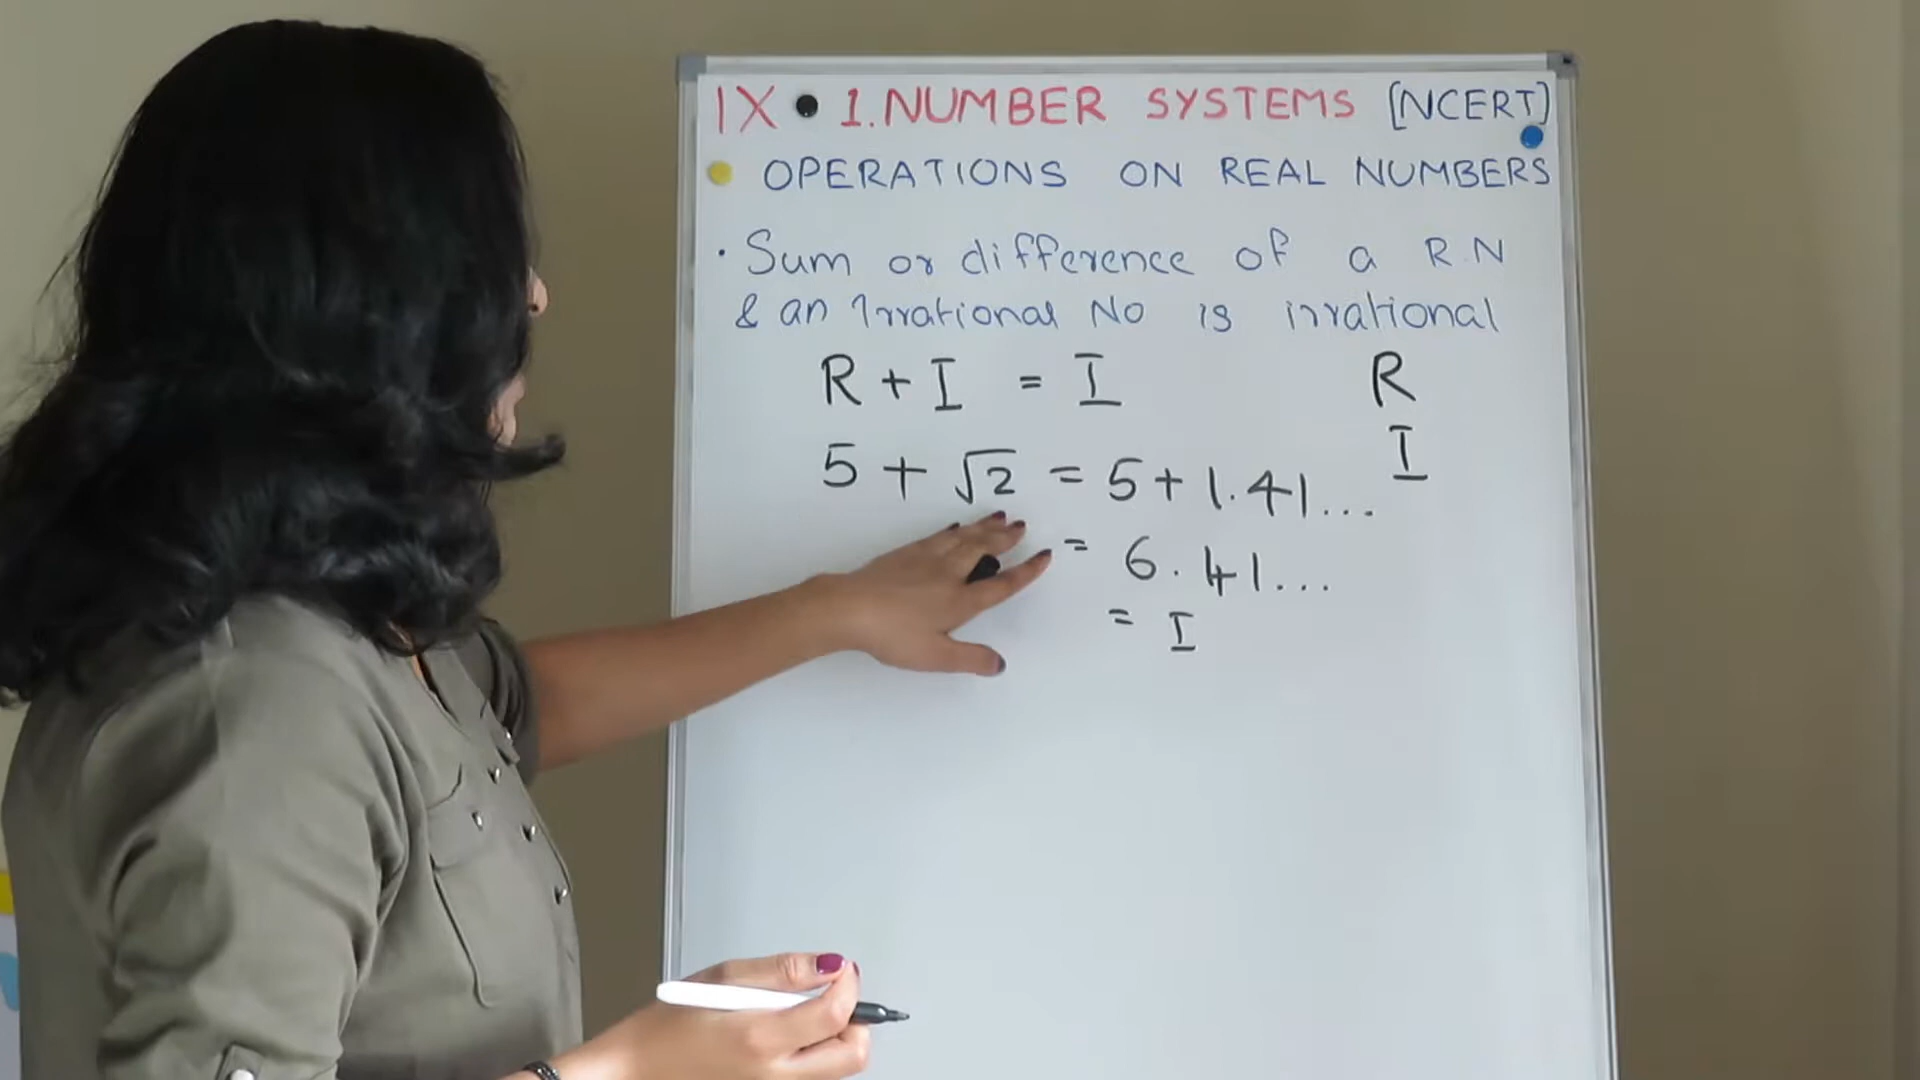 IX • 1. NUMBER SYSTEMS [NCERT]
OPERATIONS ON REAL NUMBERS
· Sum or difference of a R.N
& an Irrational No is irrational
R + I = I
R
I
5 + √2 = 5 + 1.41...
= 6.41...
= I